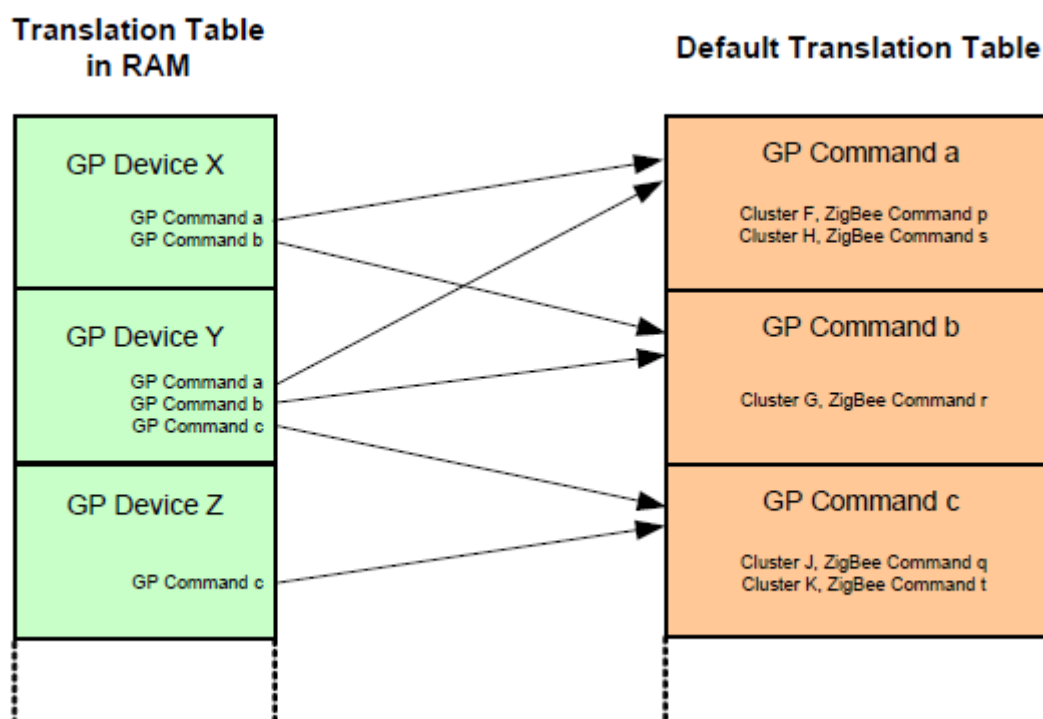 Translation Table
in RAM
Default Translation Table
GP Device X
GP Command a
GP Command b
GP Device Y
GP Command a
GP Command b
GP Command c
GP Device Z
GP Command c
GP Command a
Cluster F, ZigBee Command p
Cluster H, ZigBee Command s
GP Command b
Cluster G, ZigBee Command r
GP Command c
Cluster J, ZigBee Command q
Cluster K, ZigBee Command t